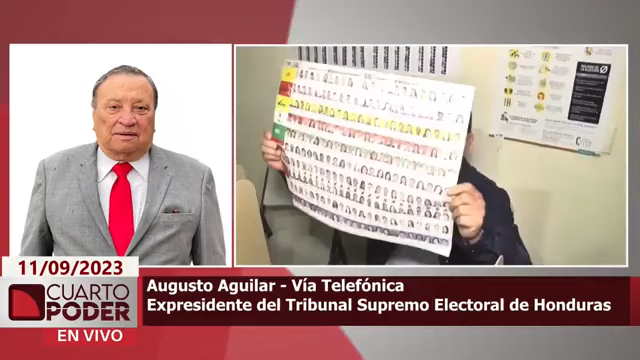 11/09/2023
CUARTO
PODER
EN VIVO
Augusto Aguilar - Vía Telefónica
Expresidente del Tribunal Supremo Electoral de Honduras